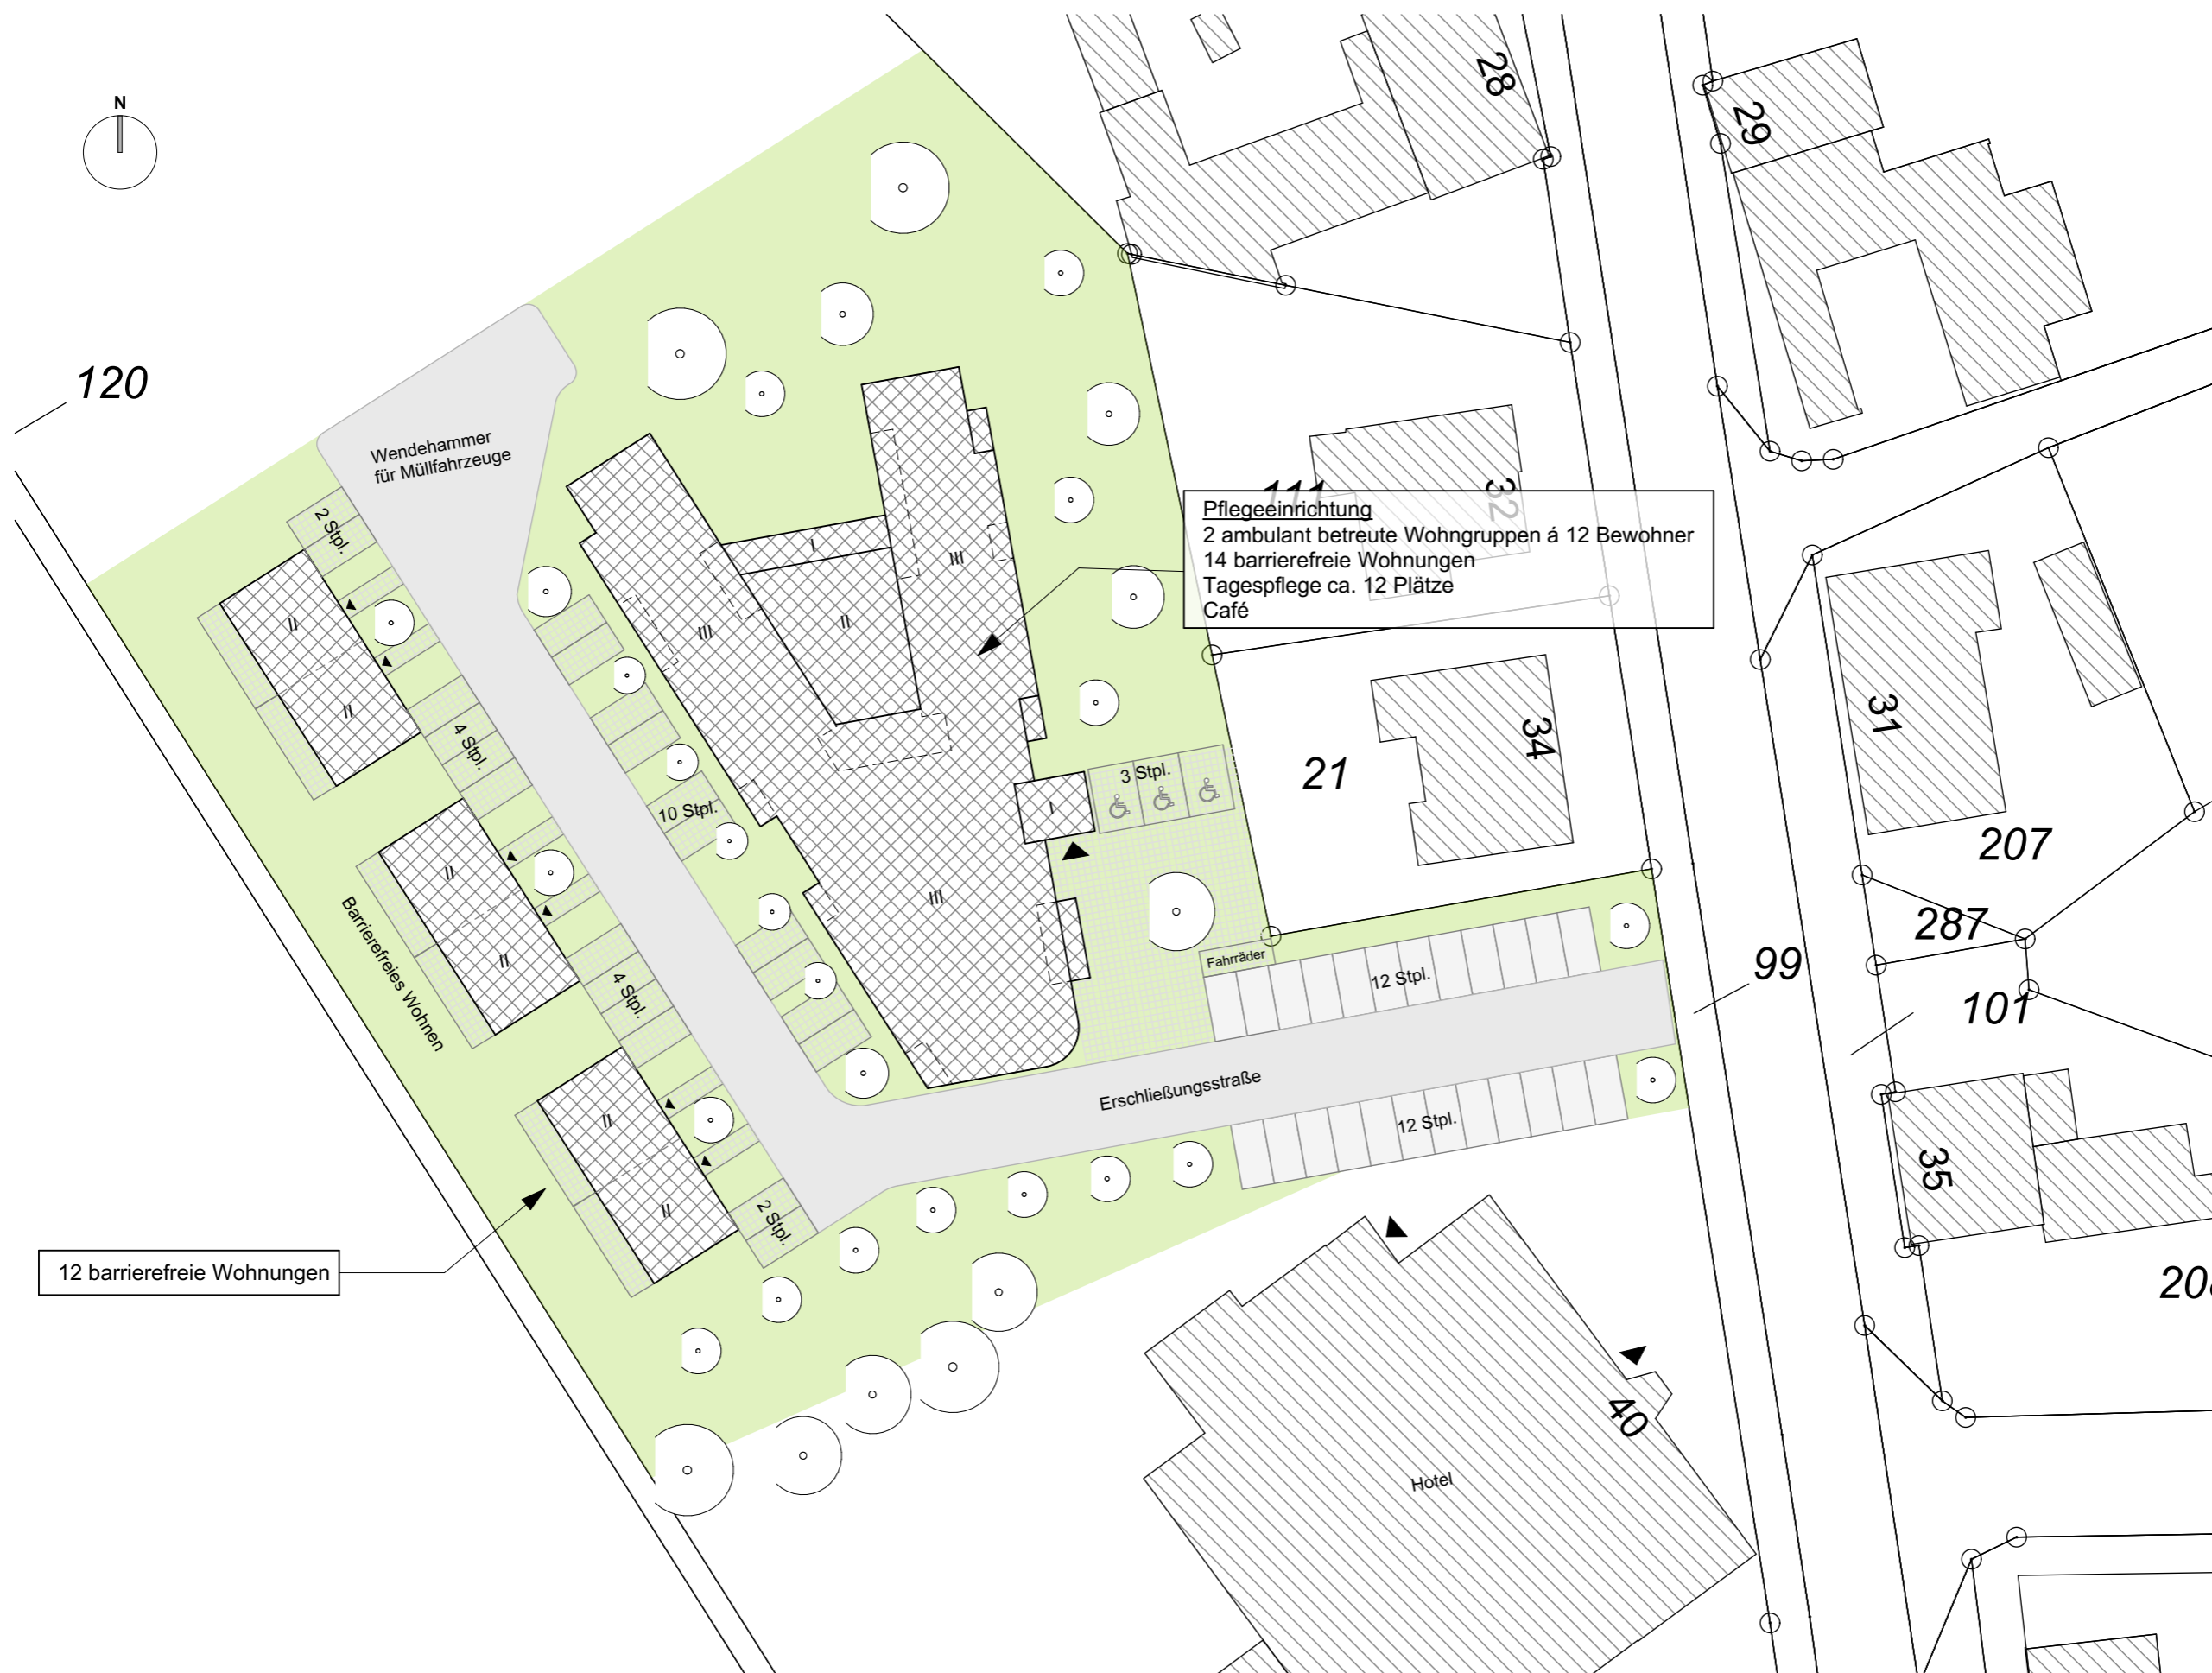 N
28
29
120
Wendehammer
für Müllfahrzeuge
111
32
Pflegeeinrichtung
2 ambulant betreute Wohngruppen á 12 Bewohner
14 barrierefreie Wohnungen
Tagespflege ca. 12 Plätze
Café
2 Stpl.
I
III
II
III
II
II
4 Stpl.
10 Stpl.
3 Stpl.
I
21
34
31
207
287
99
101
II
II
Barrierefreies Wohnen
III
Fahrräder
12 Stpl.
4 Stpl.
Erschließungsstraße
12 Stpl.
II
II
2 Stpl.
35
12 barrierefreie Wohnungen
40
Hotel